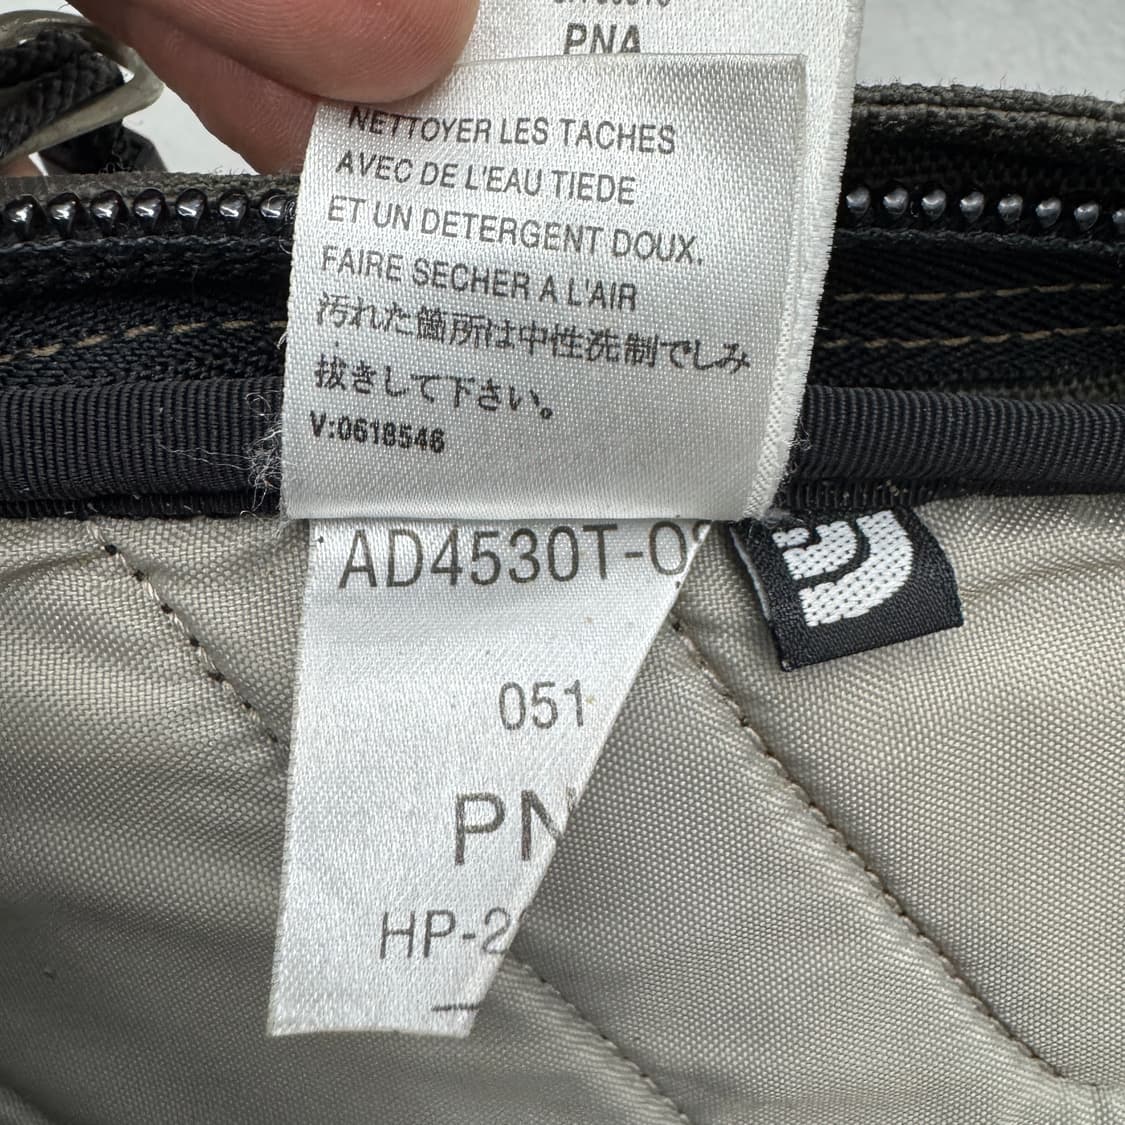 PNA
NETTOYER LES TACHES
AVEC DE L'EAU TIEDE
ET UN DETERGENT DOUX.
FAIRE SECHER A L'AIR
汚れた箇所は中性洗制でしみ
抜きして下さい。
V:0618546
AD4530T-0
051
PN
HP-2